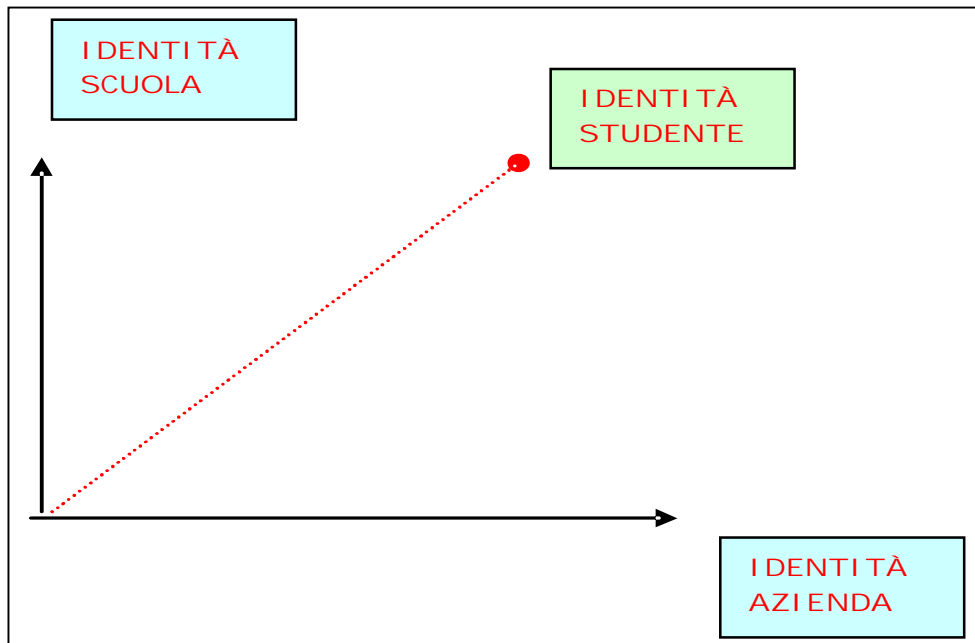 IDENTITÀ
SCUOLA
IDENTITÀ
STUDENTE
IDENTITÀ
AZIENDA